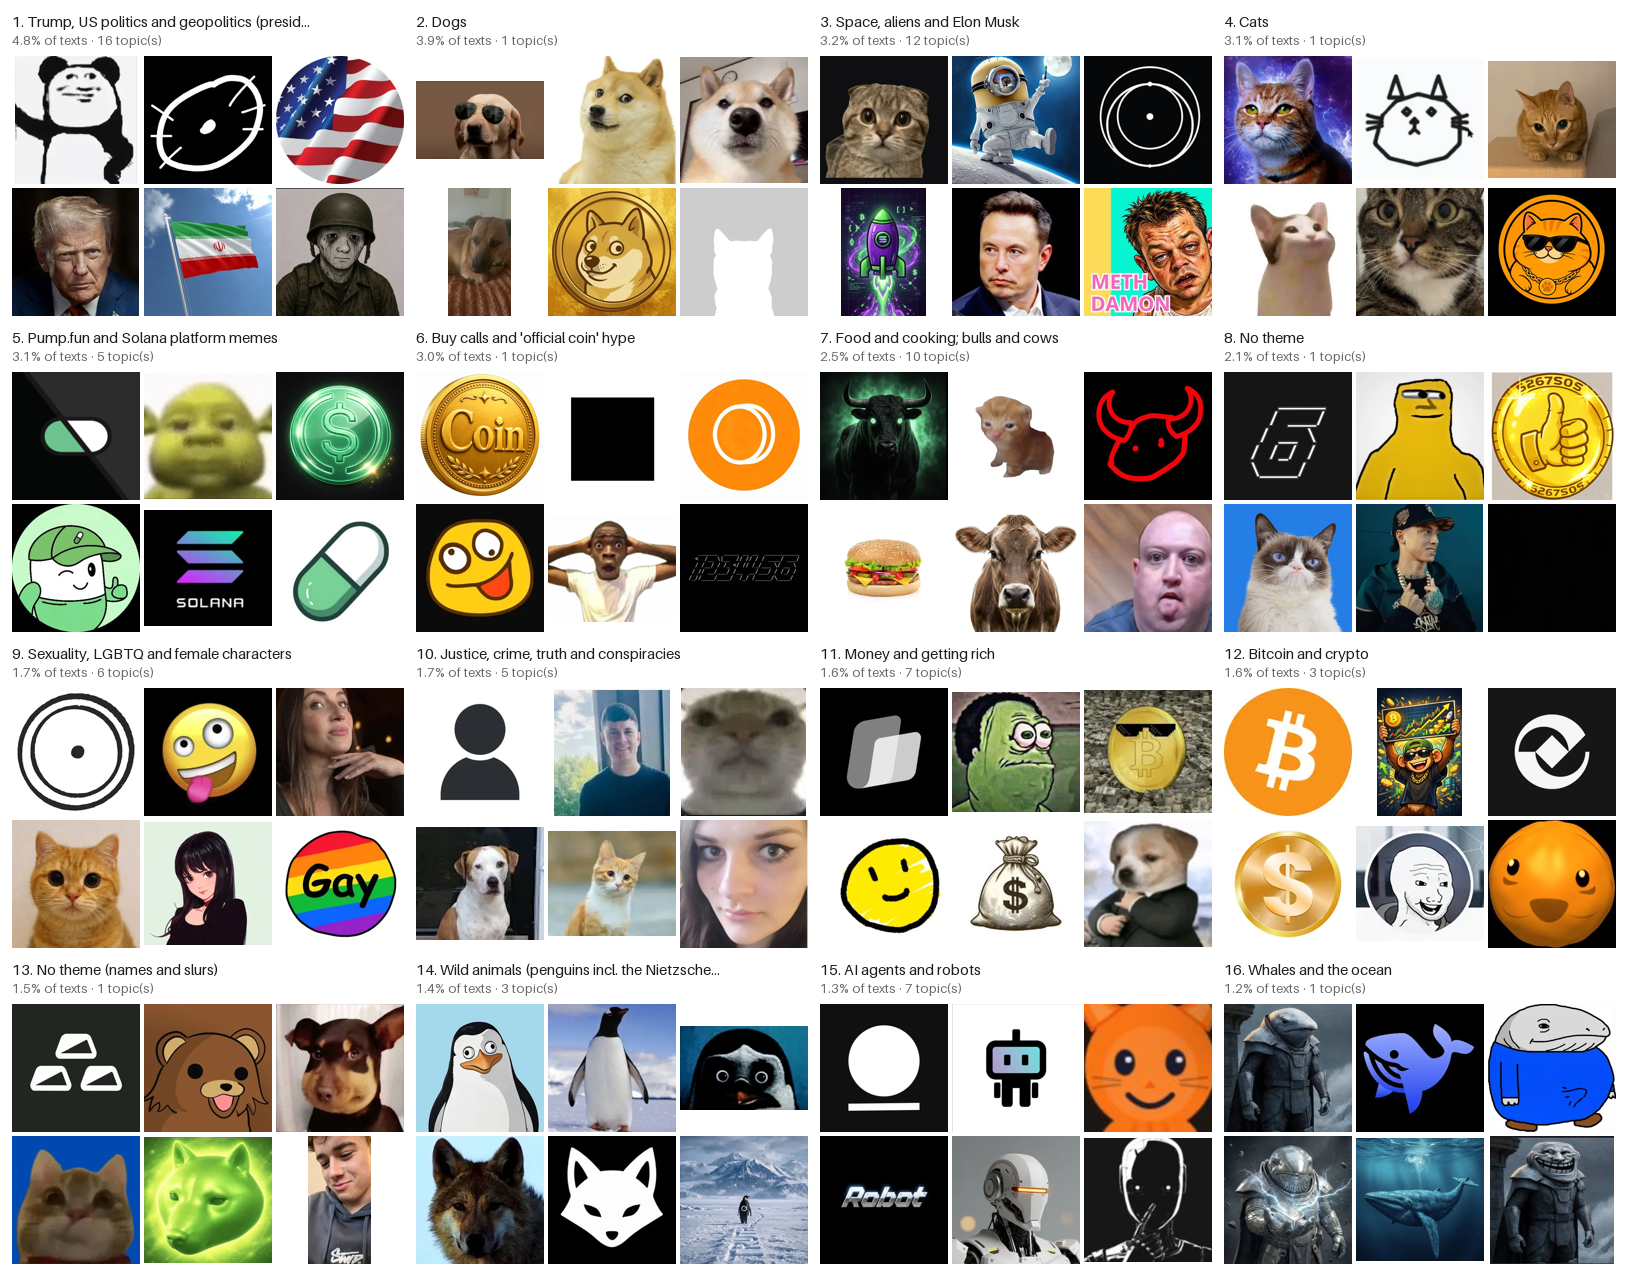 1. Trump, US politics and geopolitics (presid...
4.8% of texts · 16 topic(s)
2. Dogs
3.9% of texts · 1 topic(s)
3. Space, aliens and Elon Musk
3.2% of texts · 12 topic(s)
METH
DAMON
4. Cats
3.1% of texts · 1 topic(s)
5. Pump.fun and Solana platform memes
3.1% of texts · 5 topic(s)
$
SOLANA
6. Buy calls and 'official coin' hype
3.0% of texts · 1 topic(s)
Coin
123456
7. Food and cooking; bulls and cows
2.5% of texts · 10 topic(s)
8. No theme
2.1% of texts · 1 topic(s)
6
5267SOS
5267SOS
9. Sexuality, LGBTQ and female characters
1.7% of texts · 6 topic(s)
Gay
10. Justice, crime, truth and conspiracies
1.7% of texts · 5 topic(s)
11. Money and getting rich
1.6% of texts · 7 topic(s)
$
12. Bitcoin and crypto
1.6% of texts · 3 topic(s)
$
13. No theme (names and slurs)
1.5% of texts · 1 topic(s)
14. Wild animals (penguins incl. the Nietzsche...
1.4% of texts · 3 topic(s)
15. AI agents and robots
1.3% of texts · 7 topic(s)
Robot
16. Whales and the ocean
1.2% of texts · 1 topic(s)